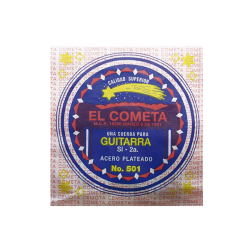 CALIDAD SUPERIOR
EL COMETA
UNA CUERDA PARA
GUITARRA
SI - 2a.
ACERO PLATEADO
No. 501